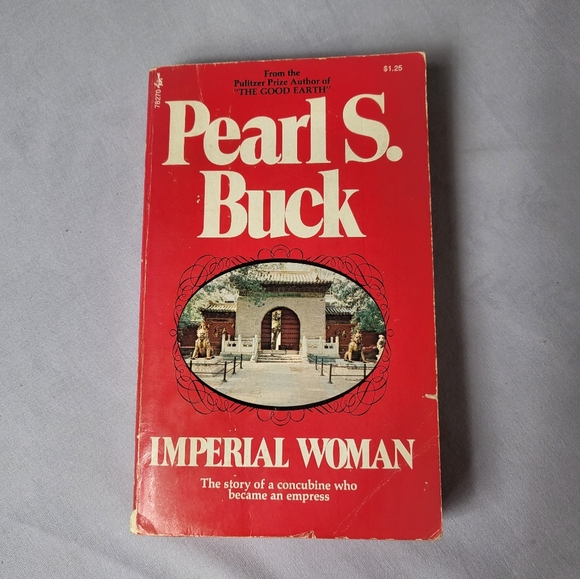 From the
Pulitzer Prize Author of
"THE GOOD EARTH"
$1.25
78270
Pearl S.
Buck
IMPERIAL WOMAN
The story of a concubine who
became an empress